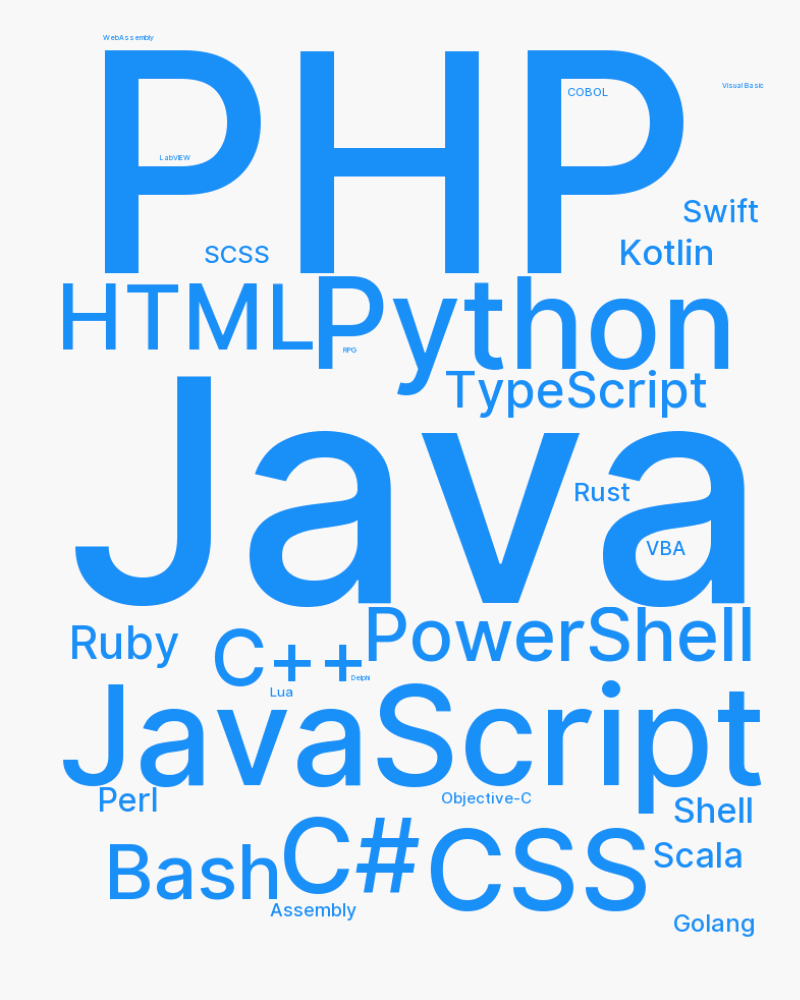 WebAssembly
PHP
Visual Basic
COBOL
LabVIEW
Swift
SCSS
Kotlin
HTML
Python
RPG
TypeScript
Java
Rust
VBA
Ruby
C++
PowerShell
Delphi
Lua
JavaScript
Perl
Objective-C
Shell
Bash
C#
CSS
Scala
Assembly
Golang